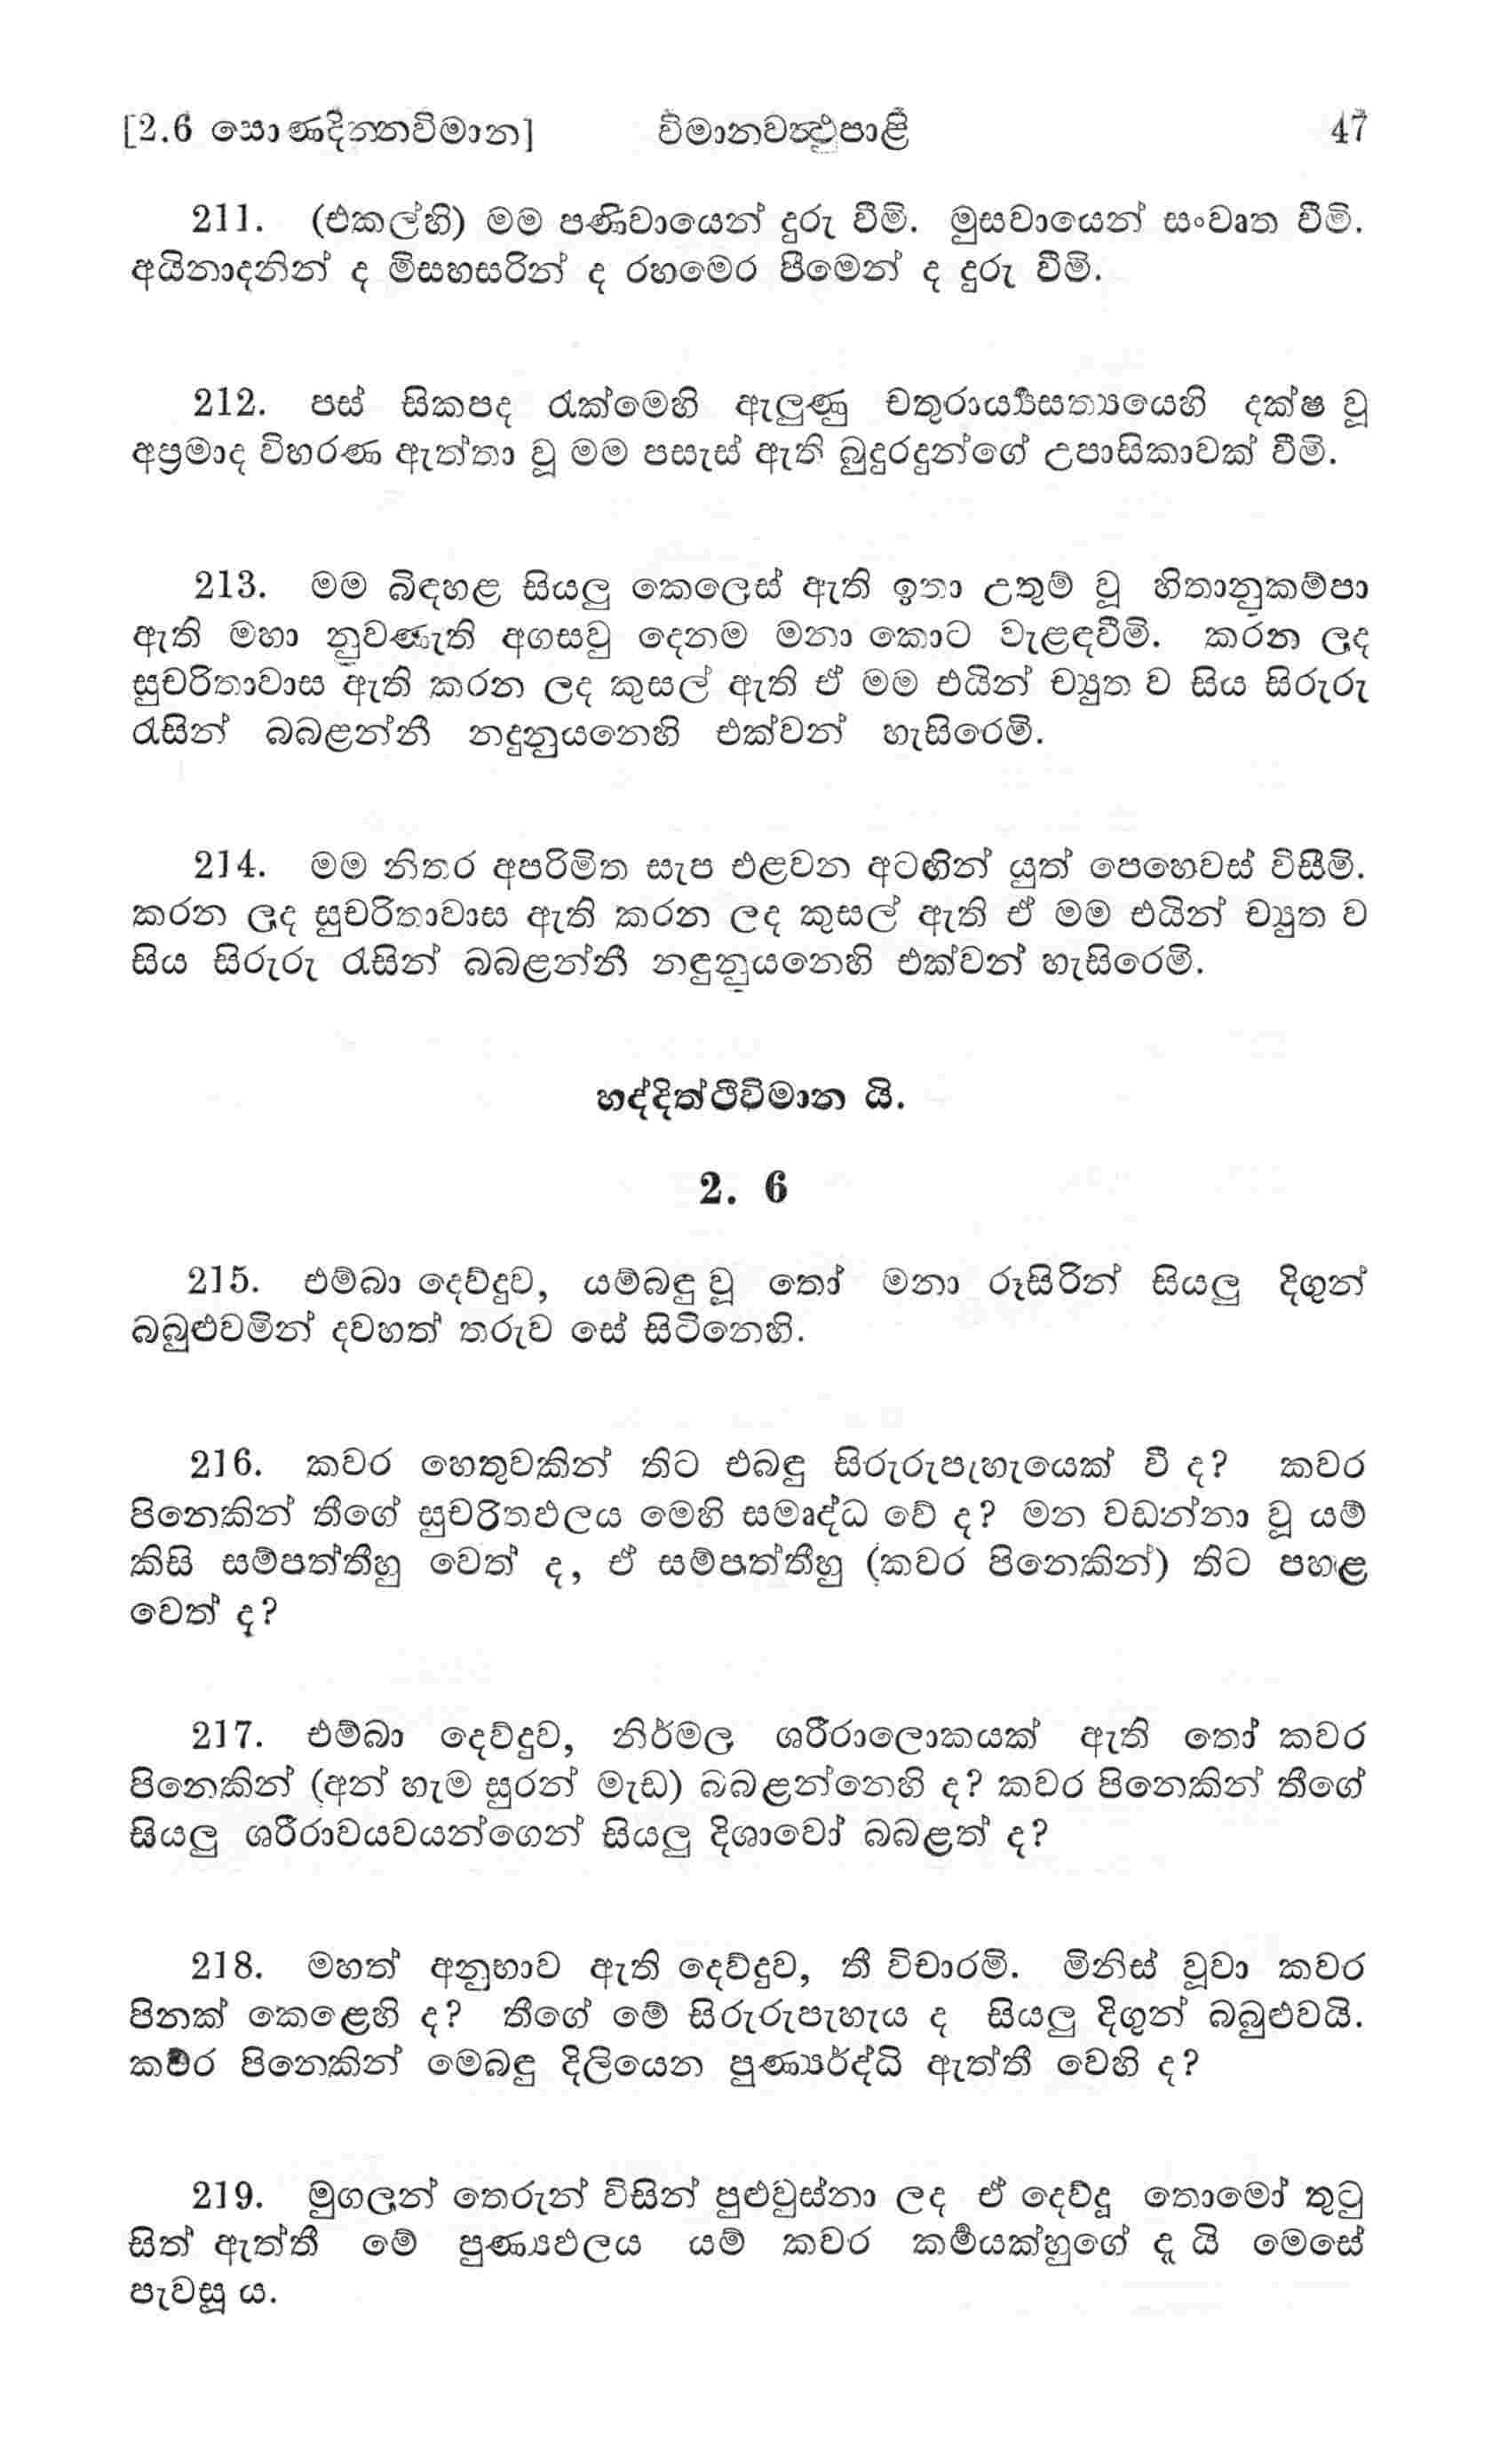 [2.6 සොණදින්නවිමාන] විමානවත්‍ථුපාළි 47
211. (එකල්හි) මම පණිවායෙන් දුරු වීමි. මුසවායෙන් සංවෘත වීමි.
අයිනාදනින් ද මිසහසරින් ද රහමෙර පීමෙන් ද දුරු වීමි.
212. පස් සිකපද රැක්මෙහි ඇලුණු චතුරාර්‍ය්‍යසත්‍යයෙහි දක්ෂ වූ
අප්‍රමාද විහරණ ඇත්තා වූ මම පසැස් ඇති බුදුරදුන්ගේ උපාසිකාවක් වීමි.
213. මම බිඳහළ සියලු කෙලෙස් ඇති ඉතා උතුම් වූ හිතානුකම්පා
ඇති මහා නුවණැති අගසවු දෙනම මනා කොට වැළඳවීමි. කරන ලද
සුචරිතාවාස ඇති කරන ලද කුසල් ඇති ඒ මම එයින් ච්‍යුත ව සිය සිරුරු
රැසින් බබළන්නී නඳුනුයනෙහි එක්වන් හැසිරෙමි.
214. මම නිතර අපරිමිත සැප එළවන අටඟින් යුත් පෙහෙවස් විසීමි.
කරන ලද සුචරිතාවාස ඇති කරන ලද කුසල් ඇති ඒ මම එයින් ච්‍යුත ව
සිය සිරුරු රැසින් බබළන්නී නඳුනුයනෙහි එක්වන් හැසිරෙමි.
භද්දිත්ථිවිමාන යි.
2. 6
215. එම්බා දෙව්දුව, යම්බඳු වූ තෝ මනා රූසිරින් සියලු දිගුන්
බබුළුවමින් දවහත් තරුව සේ සිටිනෙහි.
216. කවර හෙතුවකින් තිට එබඳු සිරුරුපැහැයෙක් වී ද? කවර
පිනෙකින් තීගේ සුචරිතඵලය මෙහි සමෘද්ධ වේ ද? මන වඩන්නා වූ යම්
කිසි සම්පත්තීහු වෙත් ද, ඒ සම්පත්තීහු (කවර පිනෙකින්) තිට පහළ
වෙත් ද?
217. එම්බා දෙව්දුව, නිර්මල ශරීරාලොකයක් ඇති තෝ කවර
පිනෙකින් (අන් හැම සුරන් මැඩ) බබළන්නෙහි ද? කවර පිනෙකින් තීගේ
සියලු ශරීරාවයවයන්ගෙන් සියලු දිශාවෝ බබළත් ද?
218. මහත් අනුභාව ඇති දෙව්දුව, තී විචාරමි. මිනිස් වූවා කවර
පිනක් කෙළෙහි ද? තීගේ මේ සිරුරුපැහැය ද සියලු දිගුන් බබුළුවයි.
කවර පිනෙකින් මෙබඳු දිලියෙන පුණ්‍යර්ද්ධි ඇත්තී වෙහි ද?
219. මුගලන් තෙරුන් විසින් පුළුවුස්නා ලද ඒ දෙව්දූ තොමෝ තුටු
සිත් ඇත්තී මේ පුණ්‍යඵලය යම් කවර කර්‍මයක්හුගේ දැ යි මෙසේ
පැවසූ ය.